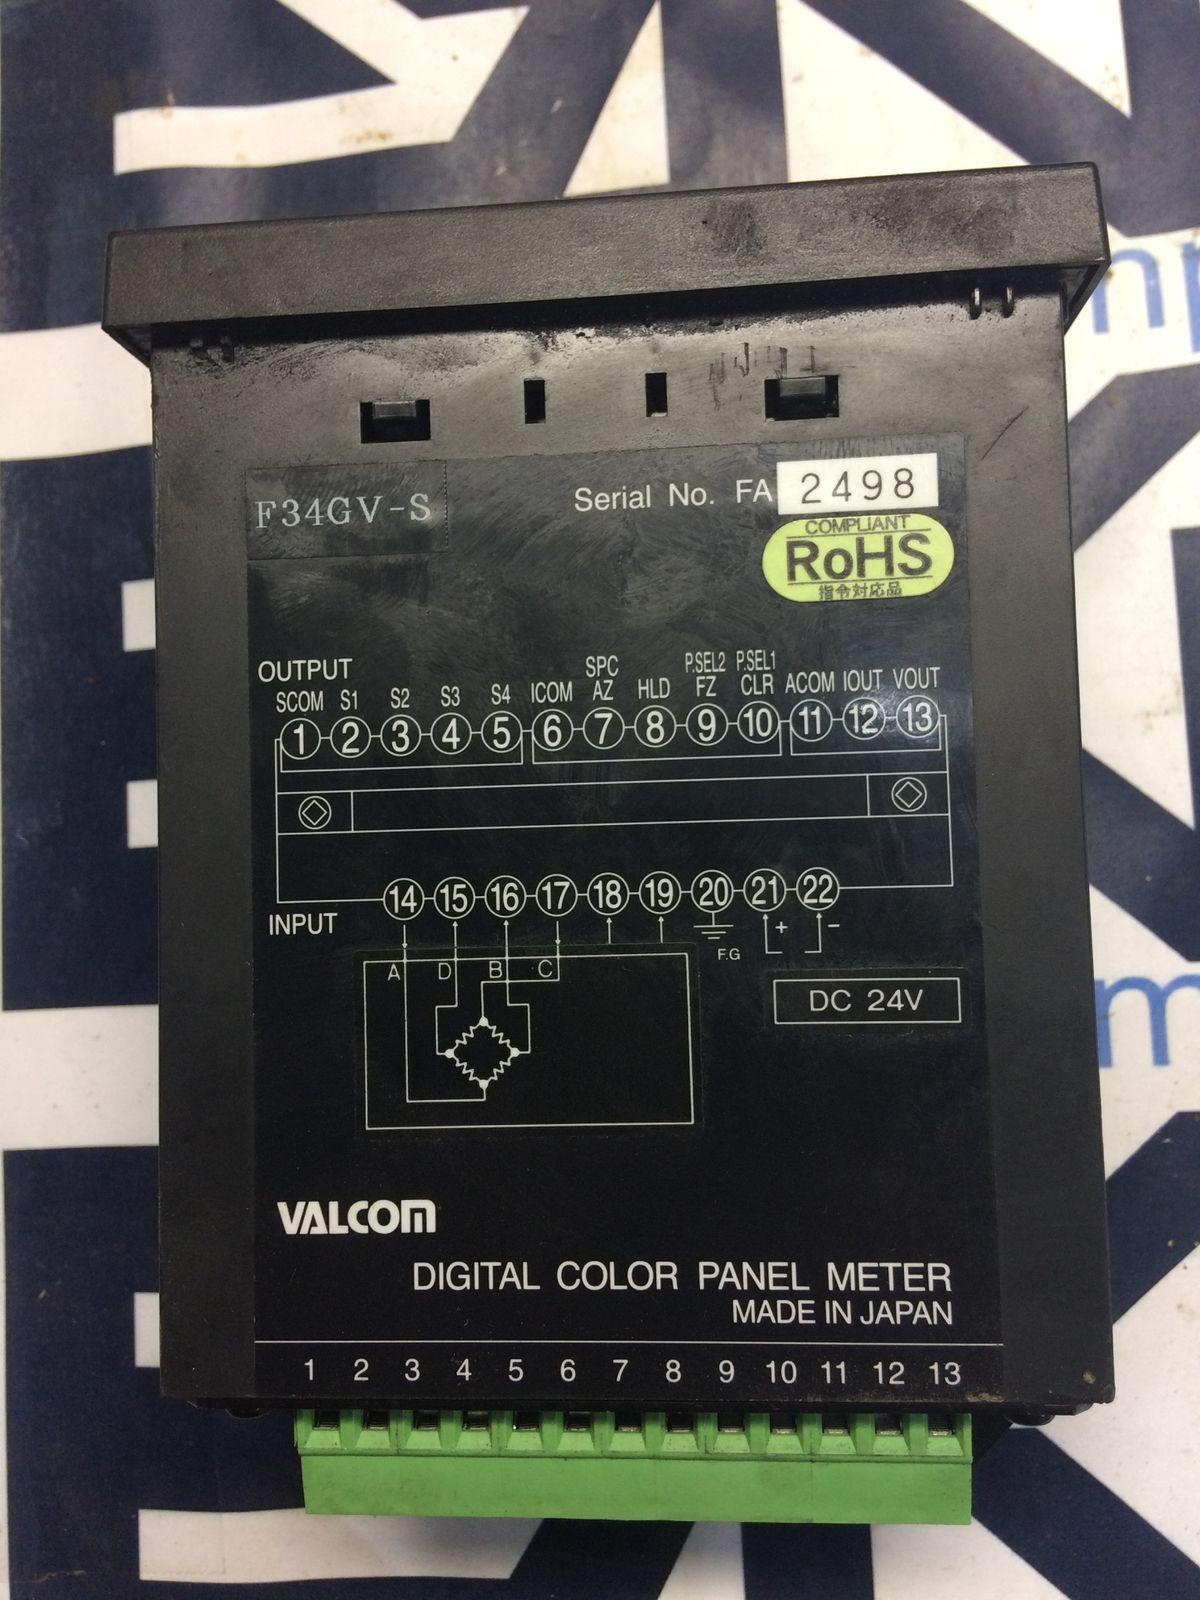 F34GV-S
Serial No. FA 2498
COMPLIANT
RoHS
指令対応品
OUTPUT
SPC P.SEL2 P.SEL1
SCOM S1 S2 S3 S4 ICOM AZ HLD FZ CLR ACOM IOUT VOUT
1 2 3 4 5 6 7 8 9 10 11 12 13
14 15 16 17 18 19 20 21 22
INPUT
+ −
F.G
A D B C
DC 24V
VALCOM
DIGITAL COLOR PANEL METER
MADE IN JAPAN
1 2 3 4 5 6 7 8 9 10 11 12 13